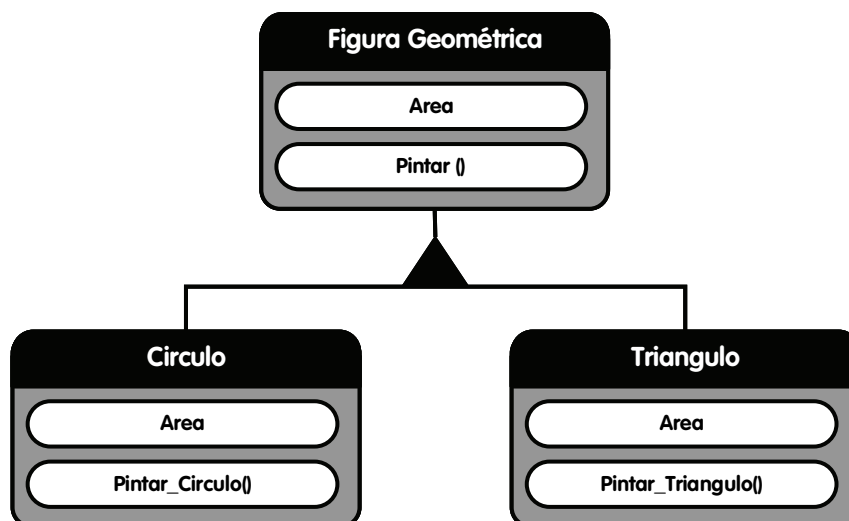 Figura Geométrica
Area
Pintar ()
Circulo
Area
Pintar_Circulo()
Triangulo
Area
Pintar_Triangulo()